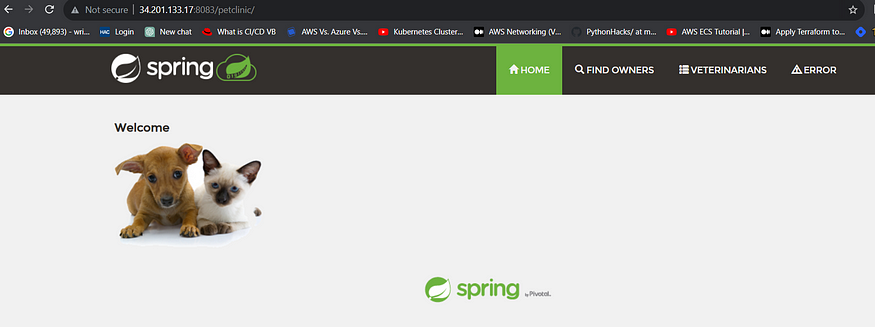 Not secure | 34.201.133.17:8083/petclinic/
Inbox (49,893) - wri... HAC Login New chat What is CI/CD VB AWS Vs. Azure Vs.... Kubernetes Cluster... AWS Networking (V... PythonHacks/ at m... AWS ECS Tutorial |... Apply Terraform to...
spring HOME FIND OWNERS VETERINARIANS ERROR
Welcome
spring by Pivotal.